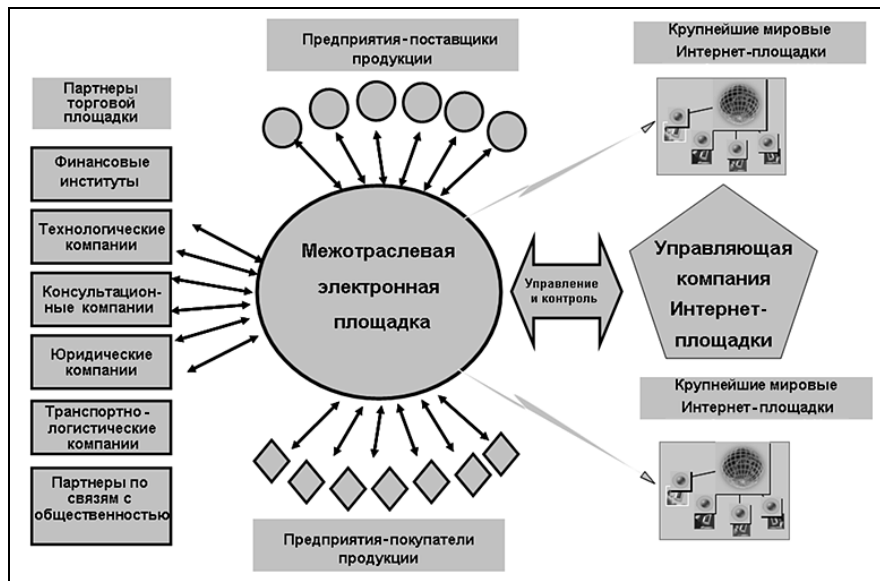 Предприятия-поставщики
продукции
Крупнейшие мировые
Интернет-площадки
Партнеры
торговой
площадки
Финансовые
институты
Технологические
компании
Консультацион-
ные компании
Юридические
компании
Транспортно-
логистические
компании
Партнеры по
связям с
общественностью
Межотраслевая
электронная
площадка
Управление
и контроль
Управляющая
компания
Интернет-
площадки
Крупнейшие мировые
Интернет-площадки
Предприятия-покупатели
продукции